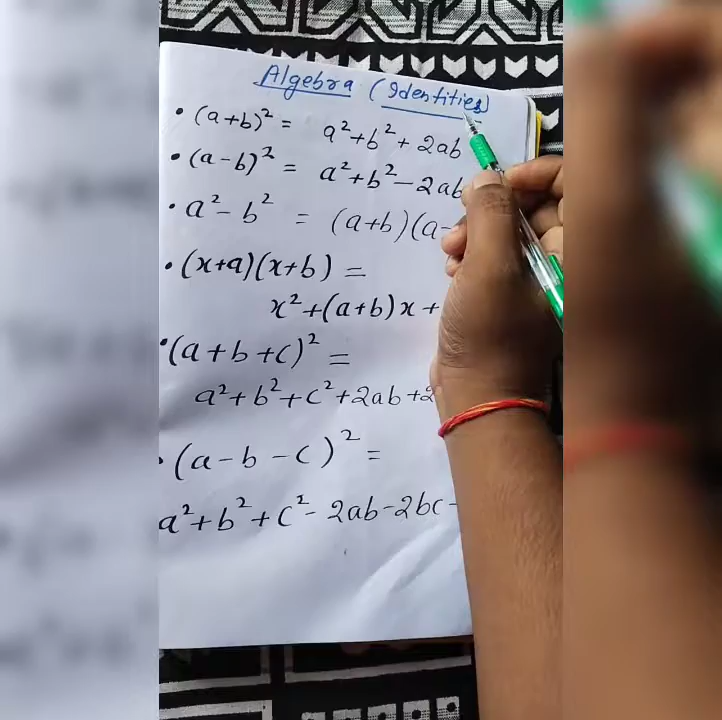 Algebra (Identities)
• (a+b)² = a²+b²+2ab
• (a-b)² = a²+b²-2ab
• a²-b² = (a+b)(a-
• (x+a)(x+b) =
x²+(a+b)x+
• (a+b+c)² =
a²+b²+c²+2ab+2
• (a-b-c)² =
a²+b²+c²-2ab-2bc-